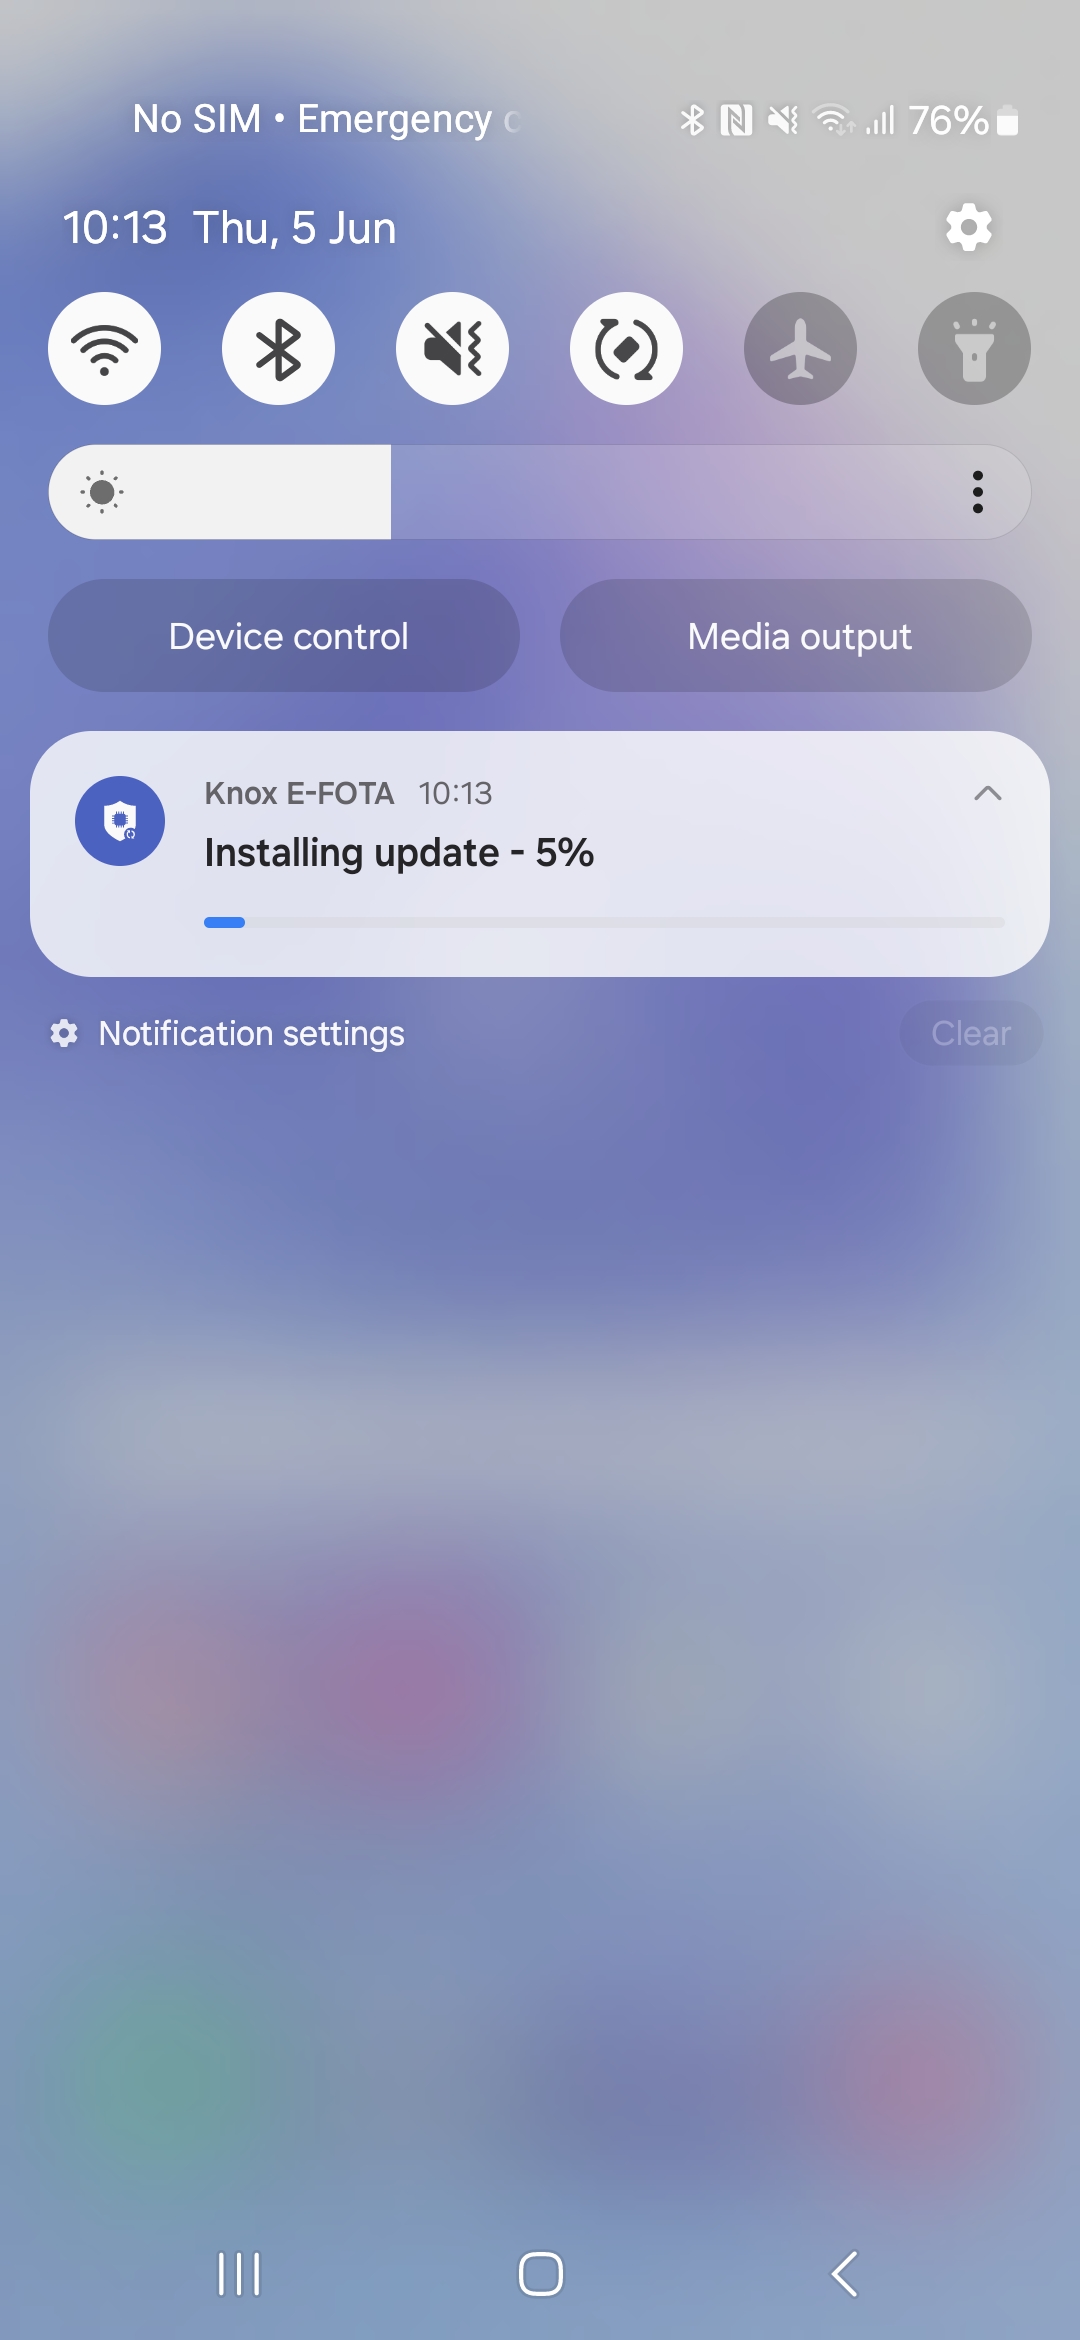 No SIM • Emergency
76%
10:13 Thu, 5 Jun
Device control
Media output
Knox E-FOTA 10:13
Installing update - 5%
Notification settings
Clear